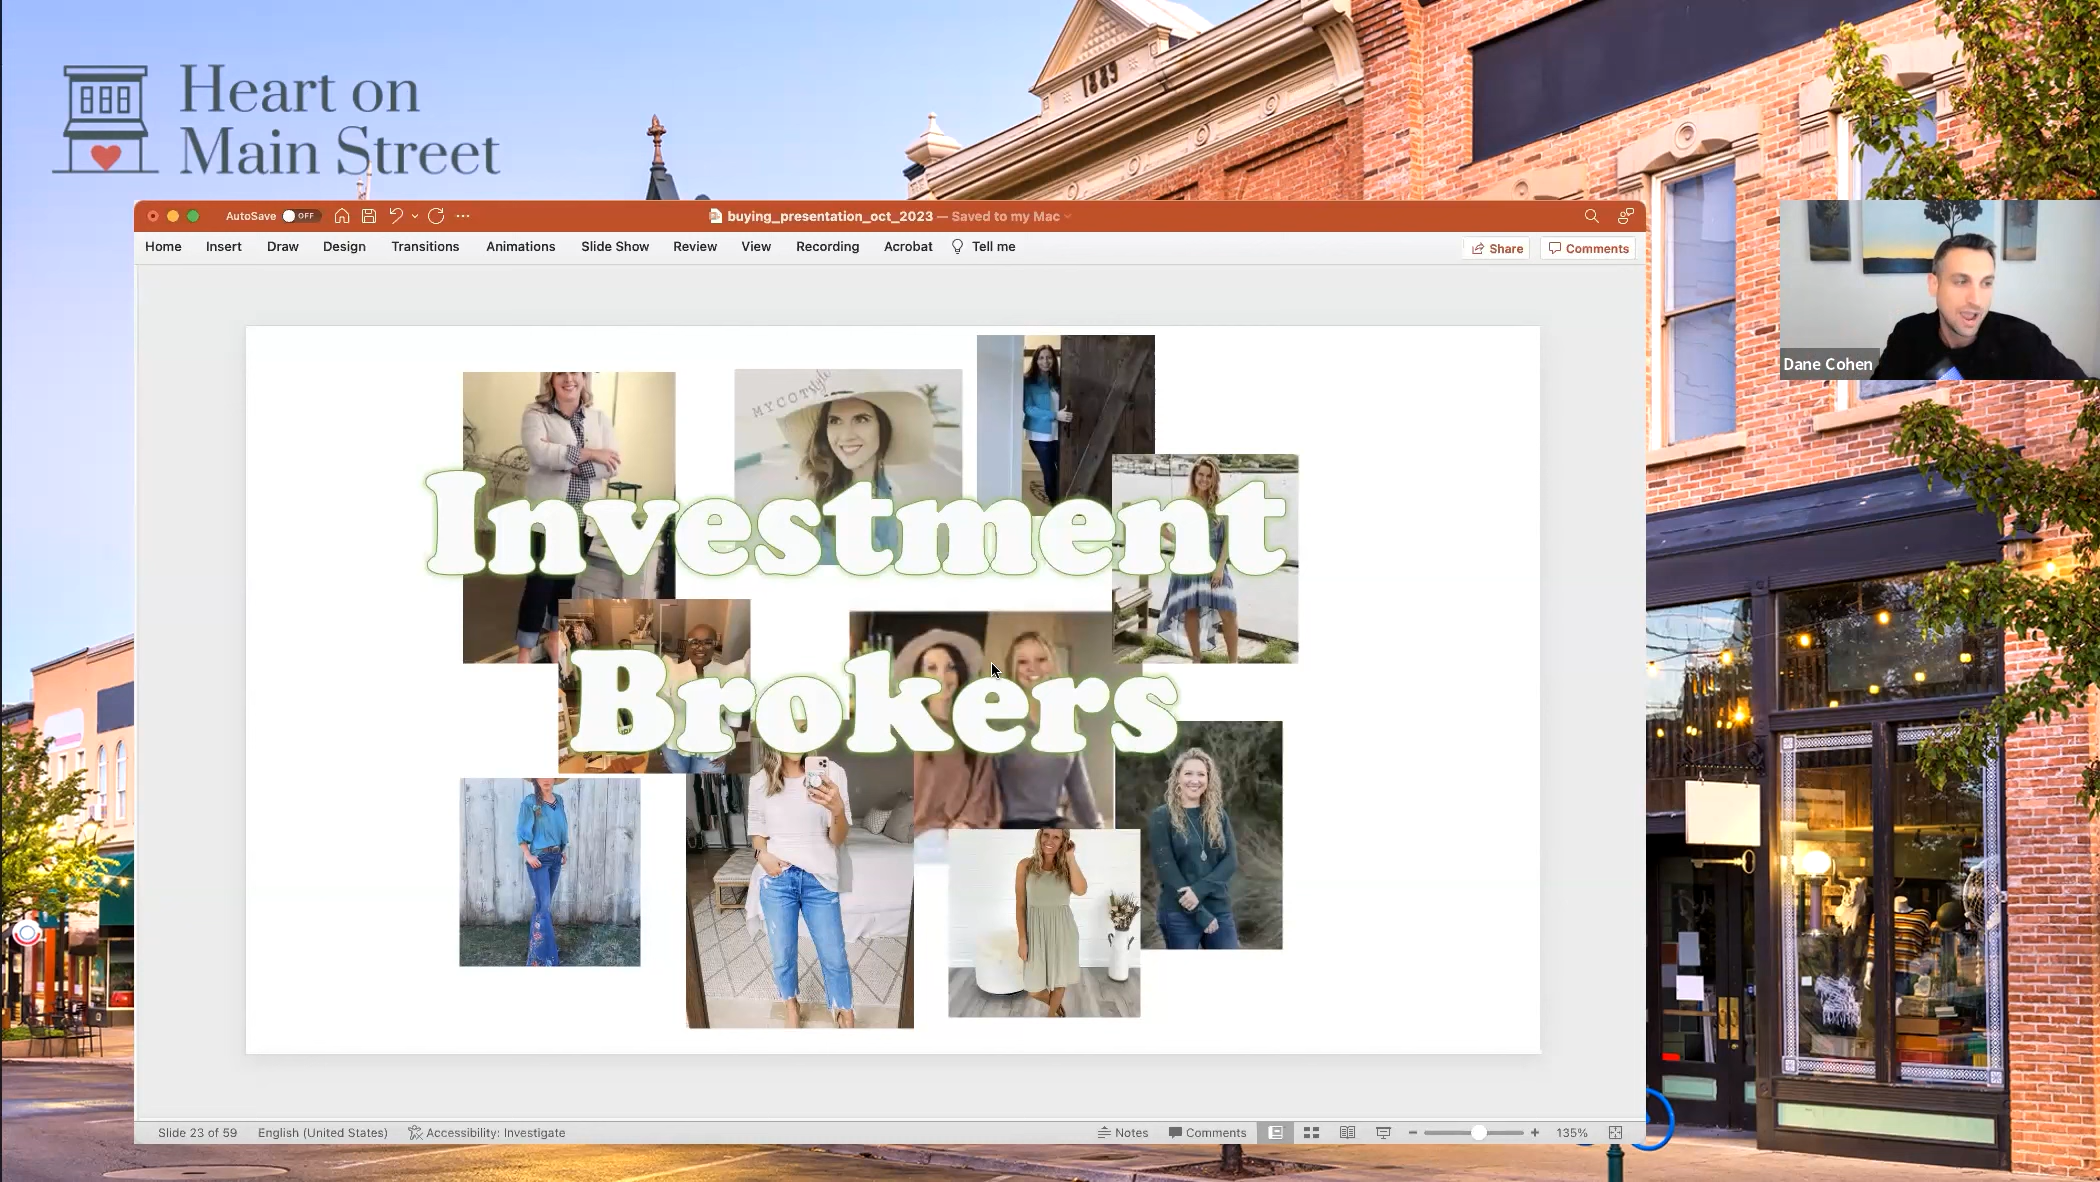 1889
Heart on
Main Street
AutoSave OFF
buying_presentation_oct_2023 — Saved to my Mac
Home Insert Draw Design Transitions Animations Slide Show Review View Recording Acrobat Tell me
Share Comments
Dane Cohen
MYCOTstyle
Investment
Brokers
Slide 23 of 59 English (United States) Accessibility: Investigate Notes Comments 135%